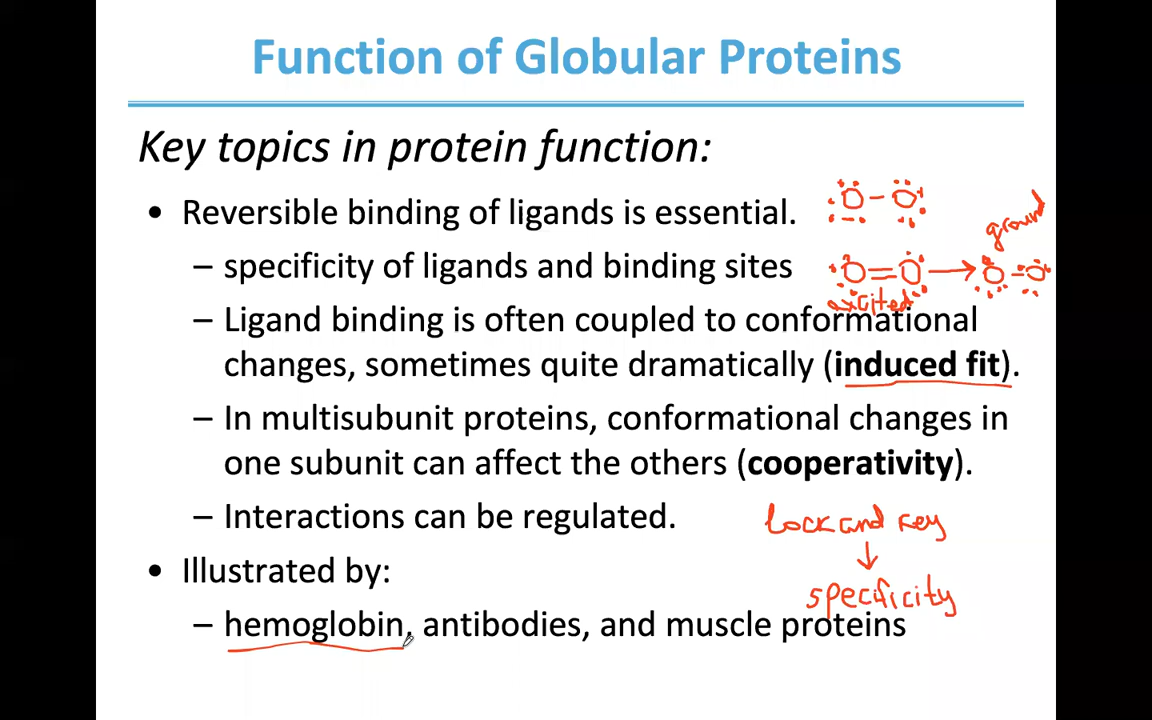 Function of Globular Proteins
Key topics in protein function:
• Reversible binding of ligands is essential.
– specificity of ligands and binding sites
– Ligand binding is often coupled to conformational
changes, sometimes quite dramatically (induced fit).
– In multisubunit proteins, conformational changes in
one subunit can affect the others (cooperativity).
– Interactions can be regulated.
• Illustrated by:
– hemoglobin, antibodies, and muscle proteins
O – O
ground
O = O → O – O
excited
lock and key
↓
specificity